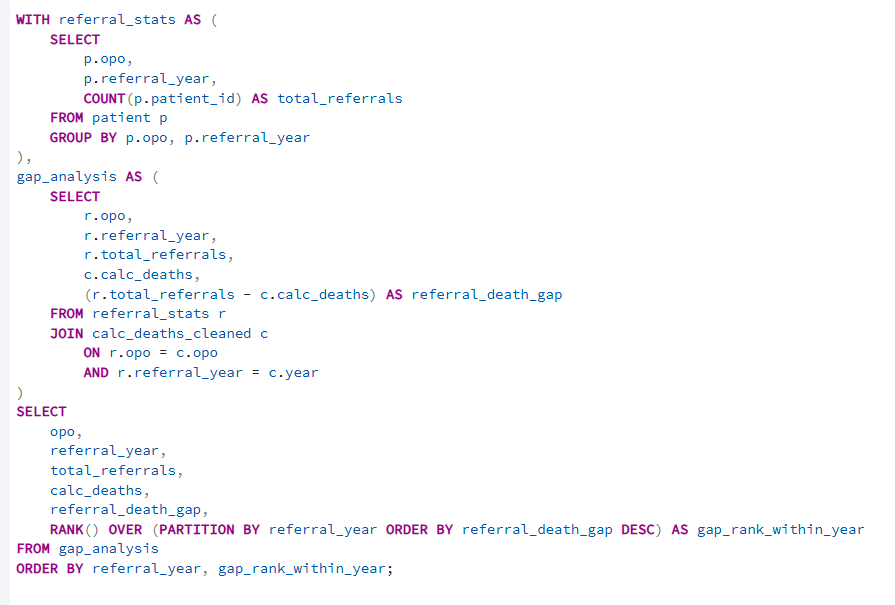 WITH referral_stats AS (
    SELECT
        p.opo,
        p.referral_year,
        COUNT(p.patient_id) AS total_referrals
    FROM patient p
    GROUP BY p.opo, p.referral_year
),
gap_analysis AS (
    SELECT
        r.opo,
        r.referral_year,
        r.total_referrals,
        c.calc_deaths,
        (r.total_referrals - c.calc_deaths) AS referral_death_gap
    FROM referral_stats r
    JOIN calc_deaths_cleaned c
        ON r.opo = c.opo
        AND r.referral_year = c.year
)
SELECT
    opo,
    referral_year,
    total_referrals,
    calc_deaths,
    referral_death_gap,
    RANK() OVER (PARTITION BY referral_year ORDER BY referral_death_gap DESC) AS gap_rank_within_year
FROM gap_analysis
ORDER BY referral_year, gap_rank_within_year;